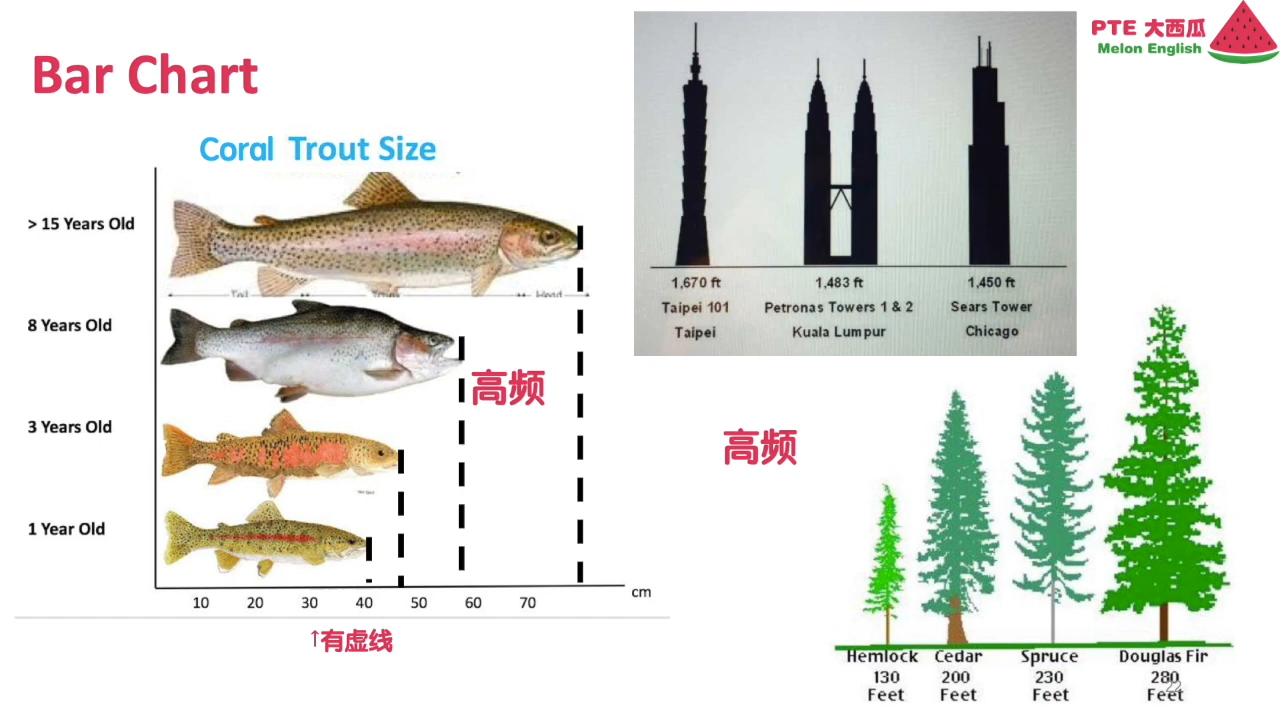 Bar Chart
PTE 大西瓜
Melon English
Coral Trout Size
> 15 Years Old
8 Years Old
3 Years Old
1 Year Old
Tail
Head
高频
10 20 30 40 50 60 70 cm
↑有虚线
1,670 ft 1,483 ft 1,450 ft
Taipei 101 Petronas Towers 1 & 2 Sears Tower
Taipei Kuala Lumpur Chicago
高频
Hemlock Cedar Spruce Douglas Fir
130 200 230 280
Feet Feet Feet Feet
22